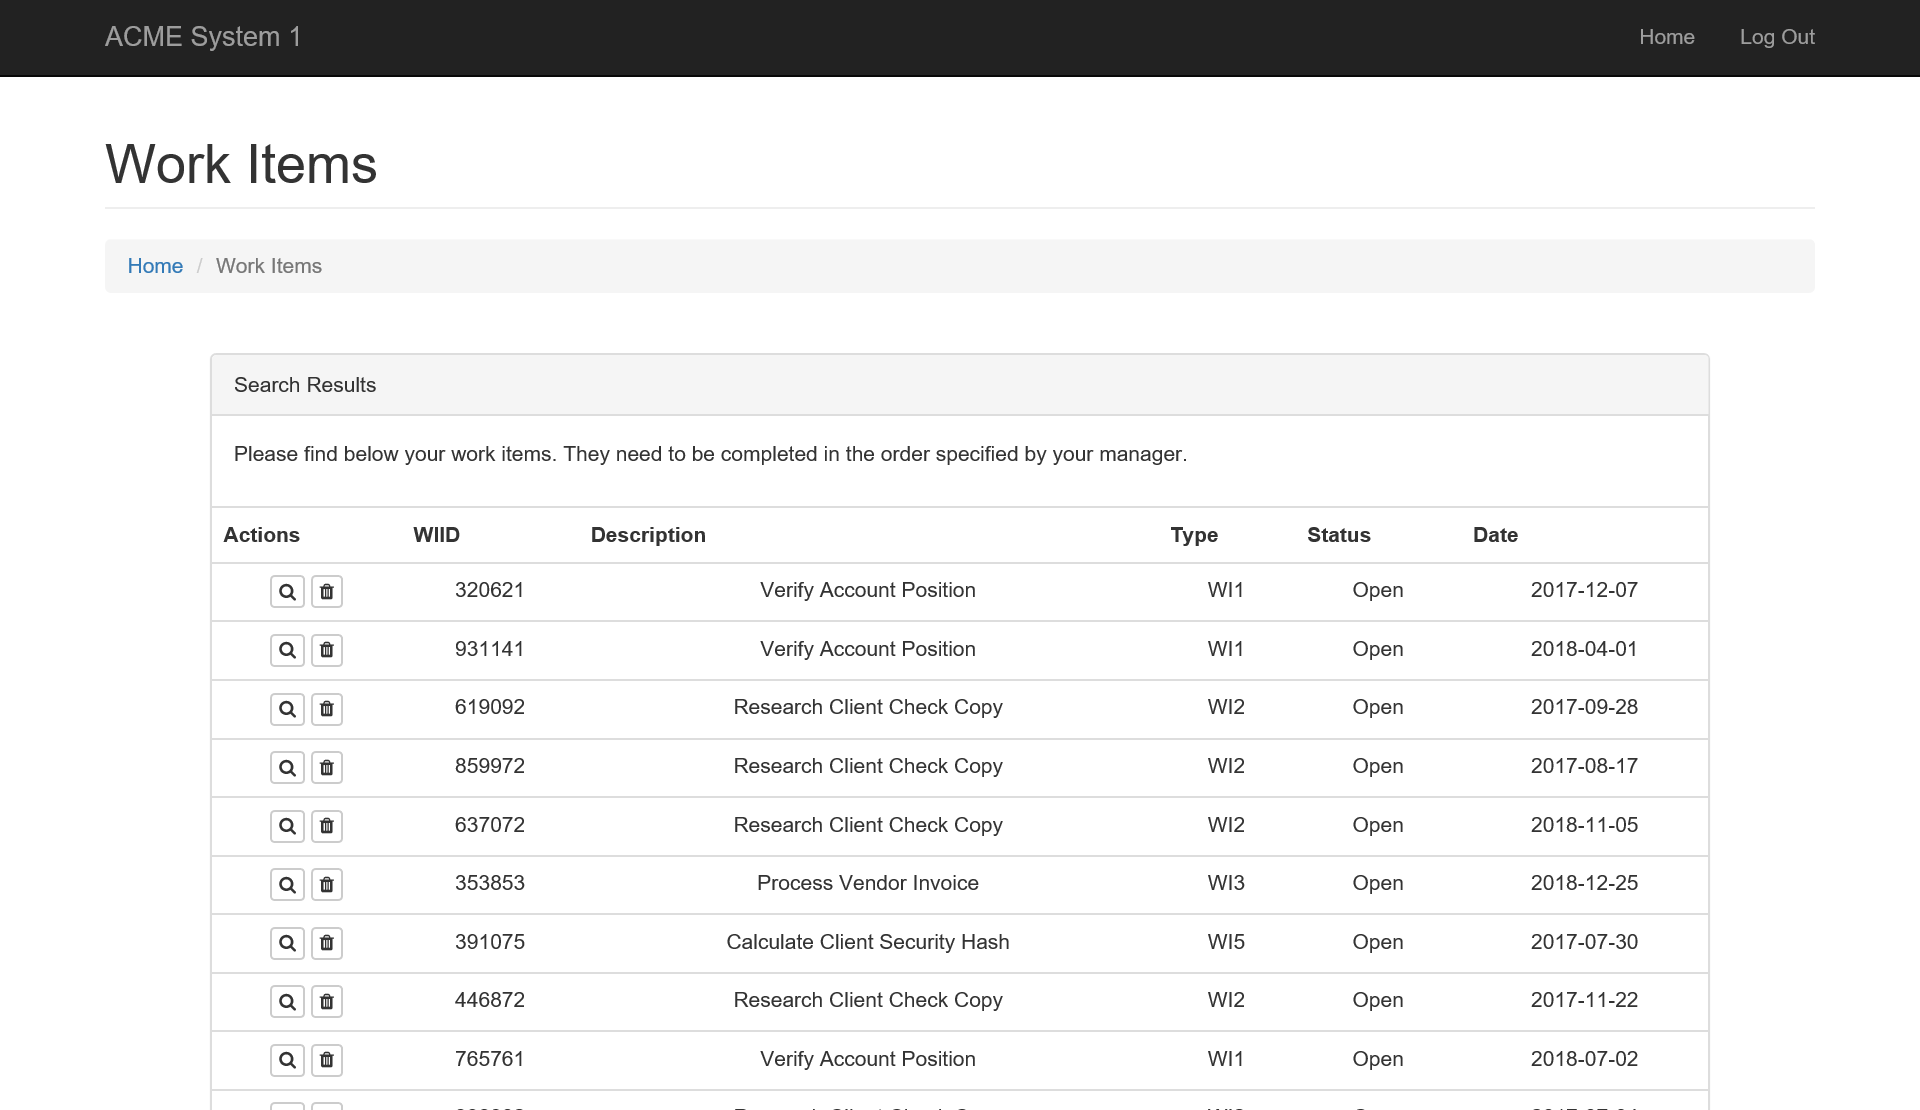 ACME System 1 Home Log Out
Work Items
Home / Work Items
Search Results
Please find below your work items. They need to be completed in the order specified by your manager.
Actions WIID Description Type Status Date
320621 Verify Account Position WI1 Open 2017-12-07
931141 Verify Account Position WI1 Open 2018-04-01
619092 Research Client Check Copy WI2 Open 2017-09-28
859972 Research Client Check Copy WI2 Open 2017-08-17
637072 Research Client Check Copy WI2 Open 2018-11-05
353853 Process Vendor Invoice WI3 Open 2018-12-25
391075 Calculate Client Security Hash WI5 Open 2017-07-30
446872 Research Client Check Copy WI2 Open 2017-11-22
765761 Verify Account Position WI1 Open 2018-07-02